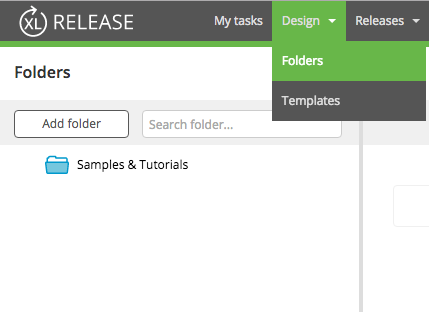 XL RELEASE My tasks Design Releases
Folders
Folders
Templates
Add folder Search folder...
Samples & Tutorials